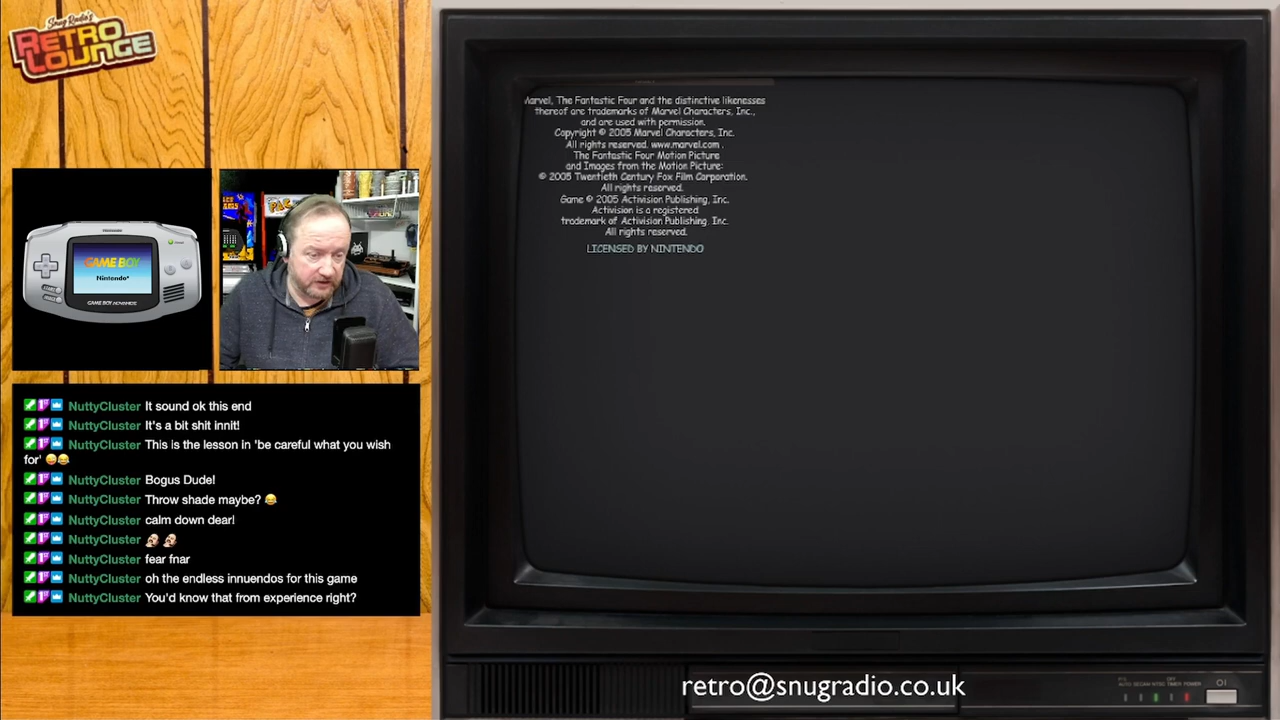 Snug Radio's
RETRO
LOUNGE
Marvel, The Fantastic Four and the distinctive likenesses
thereof are trademarks of Marvel Characters, Inc.,
and are used with permission.
Copyright © 2005 Marvel Characters, Inc.
All rights reserved. www.marvel.com .
The Fantastic Four Motion Picture
and Images from the Motion Picture:
© 2005 Twentieth Century Fox Film Corporation.
All rights reserved.
Game © 2005 Activision Publishing, Inc.
Activision is a registered
trademark of Activision Publishing, Inc.
All rights reserved.
LICENSED BY NINTENDO
GAME BOY
Nintendo®
GAME BOY ADVANCE
PAC
NuttyCluster It sound ok this end
NuttyCluster It's a bit shit innit!
NuttyCluster This is the lesson in 'be careful what you wish
for' 😄😂
NuttyCluster Bogus Dude!
NuttyCluster Throw shade maybe? 😂
NuttyCluster calm down dear!
NuttyCluster
NuttyCluster fear fnar
NuttyCluster oh the endless innuendos for this game
NuttyCluster You'd know that from experience right?
retro@snugradio.co.uk